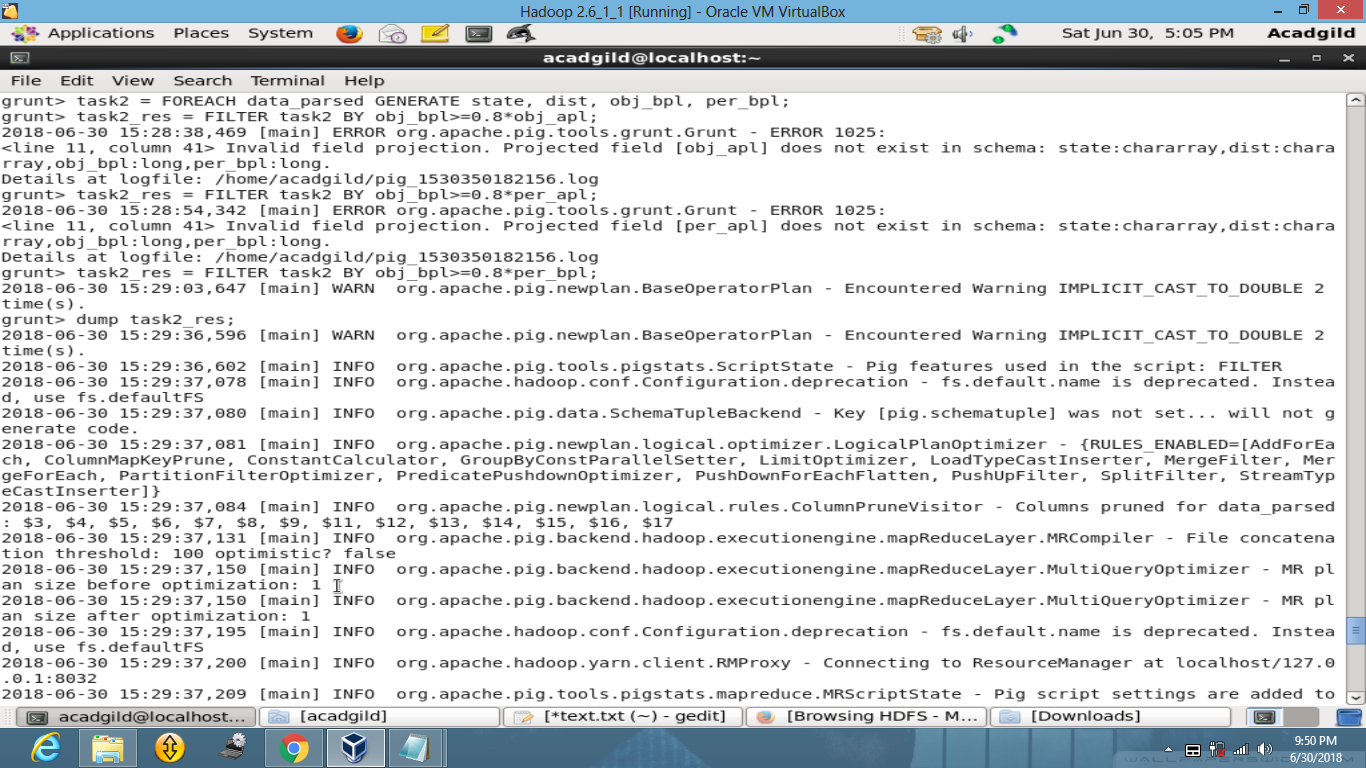 Hadoop 2.6_1_1 [Running] - Oracle VM VirtualBox
Applications Places System Sat Jun 30, 5:05 PM Acadgild
acadgild@localhost:~
File Edit View Search Terminal Help
grunt> task2 = FOREACH data_parsed GENERATE state, dist, obj_bpl, per_bpl;
grunt> task2_res = FILTER task2 BY obj_bpl>=0.8*obj_apl;
2018-06-30 15:28:38,469 [main] ERROR org.apache.pig.tools.grunt.Grunt - ERROR 1025:
<line 11, column 41> Invalid field projection. Projected field [obj_apl] does not exist in schema: state:chararray,dist:chara
rray,obj_bpl:long,per_bpl:long.
Details at logfile: /home/acadgild/pig_1530350182156.log
grunt> task2_res = FILTER task2 BY obj_bpl>=0.8*per_apl;
2018-06-30 15:28:54,342 [main] ERROR org.apache.pig.tools.grunt.Grunt - ERROR 1025:
<line 11, column 41> Invalid field projection. Projected field [per_apl] does not exist in schema: state:chararray,dist:chara
rray,obj_bpl:long,per_bpl:long.
Details at logfile: /home/acadgild/pig_1530350182156.log
grunt> task2_res = FILTER task2 BY obj_bpl>=0.8*per_bpl;
2018-06-30 15:29:03,647 [main] WARN  org.apache.pig.newplan.BaseOperatorPlan - Encountered Warning IMPLICIT_CAST_TO_DOUBLE 2
time(s).
grunt> dump task2_res;
2018-06-30 15:29:36,596 [main] WARN  org.apache.pig.newplan.BaseOperatorPlan - Encountered Warning IMPLICIT_CAST_TO_DOUBLE 2
time(s).
2018-06-30 15:29:36,602 [main] INFO  org.apache.pig.tools.pigstats.ScriptState - Pig features used in the script: FILTER
2018-06-30 15:29:37,078 [main] INFO  org.apache.hadoop.conf.Configuration.deprecation - fs.default.name is deprecated. Instea
d, use fs.defaultFS
2018-06-30 15:29:37,080 [main] INFO  org.apache.pig.data.SchemaTupleBackend - Key [pig.schematuple] was not set... will not g
enerate code.
2018-06-30 15:29:37,081 [main] INFO  org.apache.pig.newplan.logical.optimizer.LogicalPlanOptimizer - {RULES_ENABLED=[AddForEa
ch, ColumnMapKeyPrune, ConstantCalculator, GroupByConstParallelSetter, LimitOptimizer, LoadTypeCastInserter, MergeFilter, Mer
geForEach, PartitionFilterOptimizer, PredicatePushdownOptimizer, PushDownForEachFlatten, PushUpFilter, SplitFilter, StreamTyp
eCastInserter]}
2018-06-30 15:29:37,084 [main] INFO  org.apache.pig.newplan.logical.rules.ColumnPruneVisitor - Columns pruned for data_parsed
: $3, $4, $5, $6, $7, $8, $9, $11, $12, $13, $14, $15, $16, $17
2018-06-30 15:29:37,131 [main] INFO  org.apache.pig.backend.hadoop.executionengine.mapReduceLayer.MRCompiler - File concatena
tion threshold: 100 optimistic? false
2018-06-30 15:29:37,150 [main] INFO  org.apache.pig.backend.hadoop.executionengine.mapReduceLayer.MultiQueryOptimizer - MR pl
an size before optimization: 1
2018-06-30 15:29:37,150 [main] INFO  org.apache.pig.backend.hadoop.executionengine.mapReduceLayer.MultiQueryOptimizer - MR pl
an size after optimization: 1
2018-06-30 15:29:37,195 [main] INFO  org.apache.hadoop.conf.Configuration.deprecation - fs.default.name is deprecated. Instea
d, use fs.defaultFS
2018-06-30 15:29:37,200 [main] INFO  org.apache.hadoop.yarn.client.RMProxy - Connecting to ResourceManager at localhost/127.0
.0.1:8032
2018-06-30 15:29:37,209 [main] INFO  org.apache.pig.tools.pigstats.mapreduce.MRScriptState - Pig script settings are added to
acadgild@localhost... [acadgild] [*text.txt (~) - gedit] [Browsing HDFS - M... [Downloads]
9:50 PM
6/30/2018